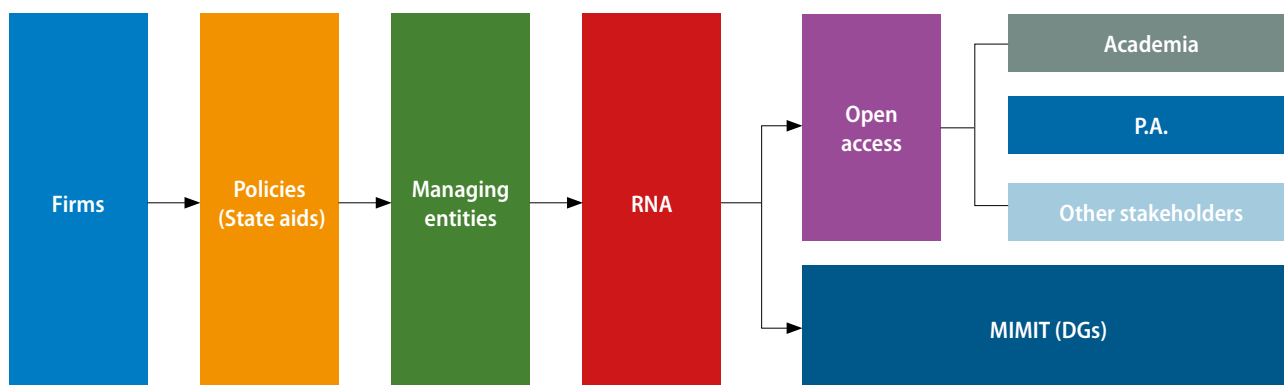 Firms
Policies
(State aids)
Managing
entities
RNA
Open
access
Academia
P.A.
Other stakeholders
MIMIT (DGs)